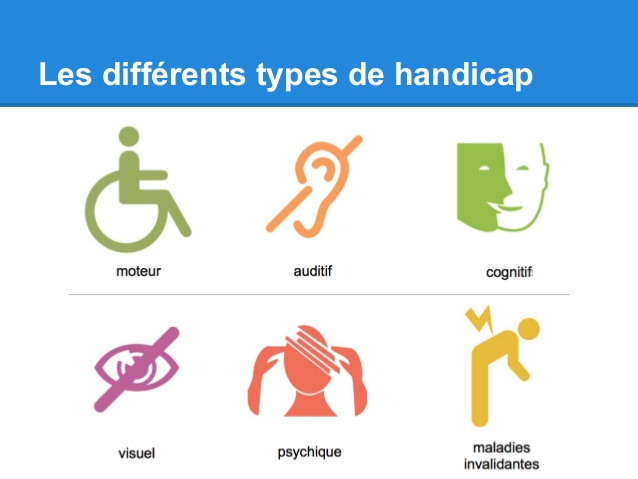 Les différents types de handicap
moteur
auditif
cognitif
visuel
psychique
maladies
invalidantes